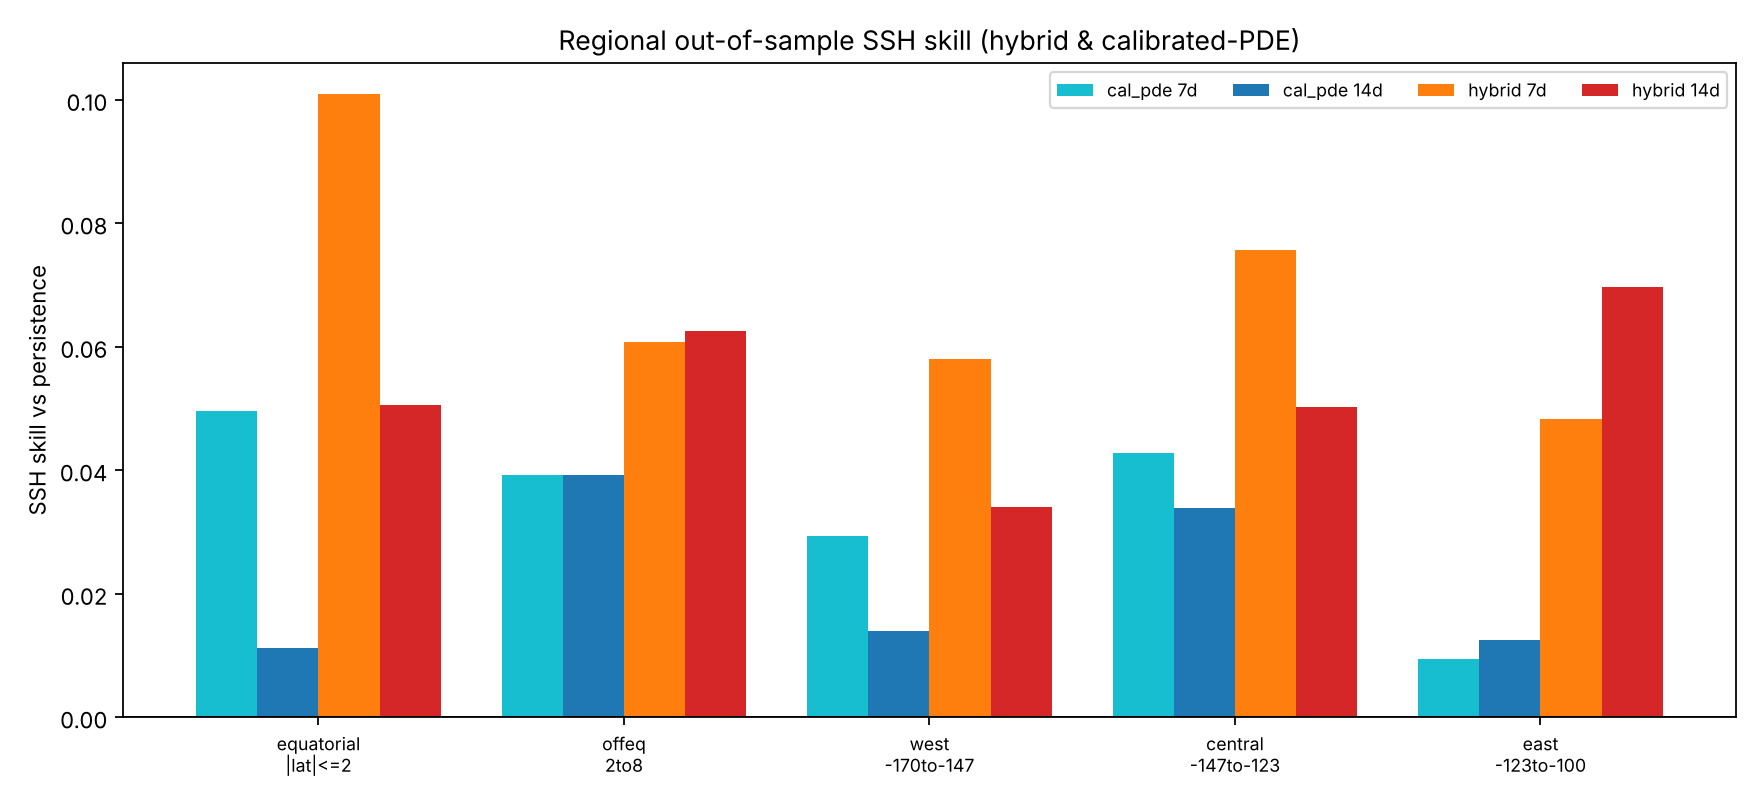 Regional out-of-sample SSH skill (hybrid & calibrated-PDE)
cal_pde 7d
cal_pde 14d
hybrid 7d
hybrid 14d
SSH skill vs persistence
0.10
0.08
0.06
0.04
0.02
0.00
equatorial
|lat|<=2
offeq
2to8
west
-170to-147
central
-147to-123
east
-123to-100